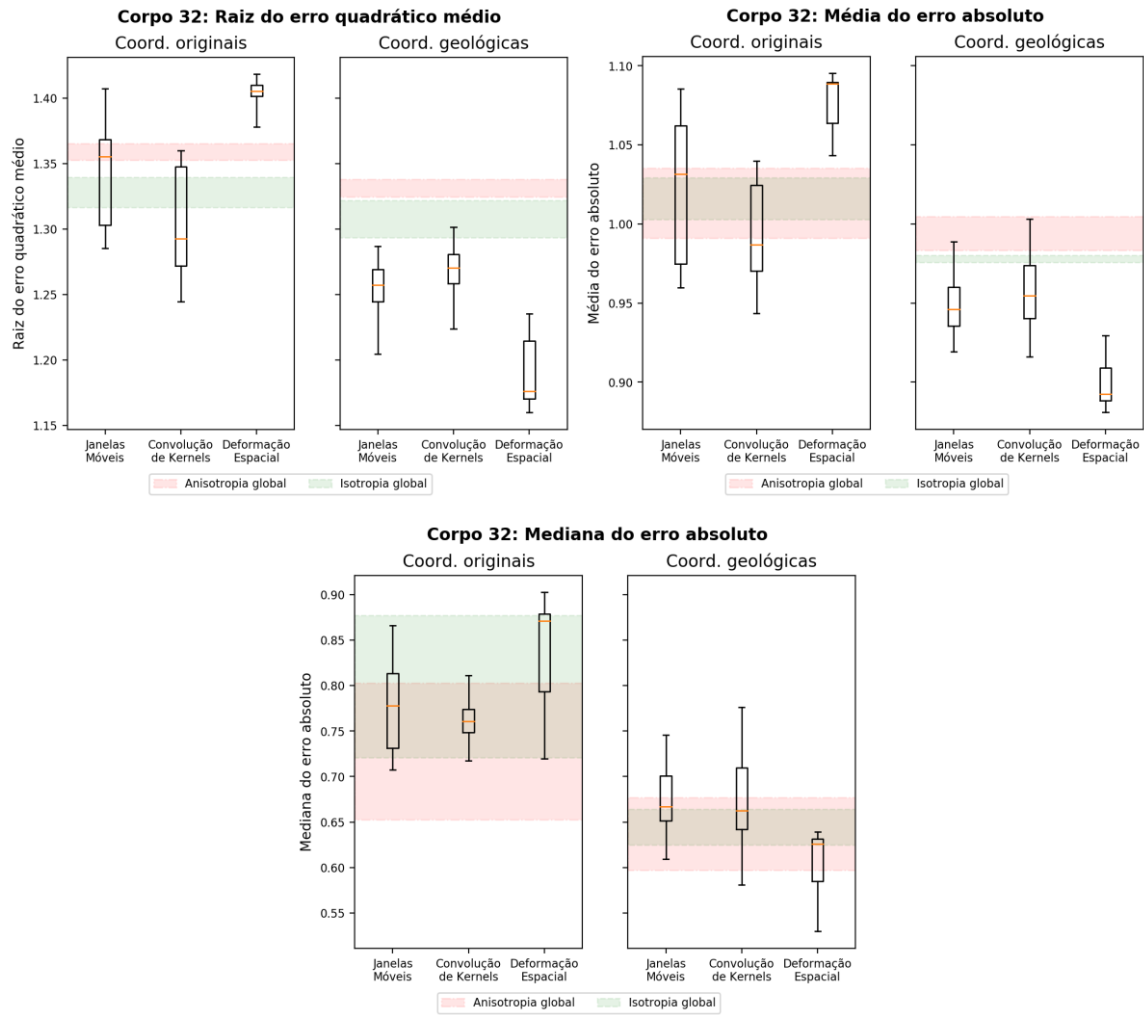 Corpo 32: Raiz do erro quadrático médio
Coord. originais
Coord. geológicas
Raiz do erro quadrático médio
1.40
1.35
1.30
1.25
1.20
1.15
Janelas
Móveis
Convolução
de Kernels
Deformação
Espacial
Janelas
Móveis
Convolução
de Kernels
Deformação
Espacial
Anisotropia global
Isotropia global
Corpo 32: Média do erro absoluto
Coord. originais
Coord. geológicas
Média do erro absoluto
1.10
1.05
1.00
0.95
0.90
Janelas
Móveis
Convolução
de Kernels
Deformação
Espacial
Janelas
Móveis
Convolução
de Kernels
Deformação
Espacial
Anisotropia global
Isotropia global
Corpo 32: Mediana do erro absoluto
Coord. originais
Coord. geológicas
Mediana do erro absoluto
0.90
0.85
0.80
0.75
0.70
0.65
0.60
0.55
Janelas
Móveis
Convolução
de Kernels
Deformação
Espacial
Janelas
Móveis
Convolução
de Kernels
Deformação
Espacial
Anisotropia global
Isotropia global